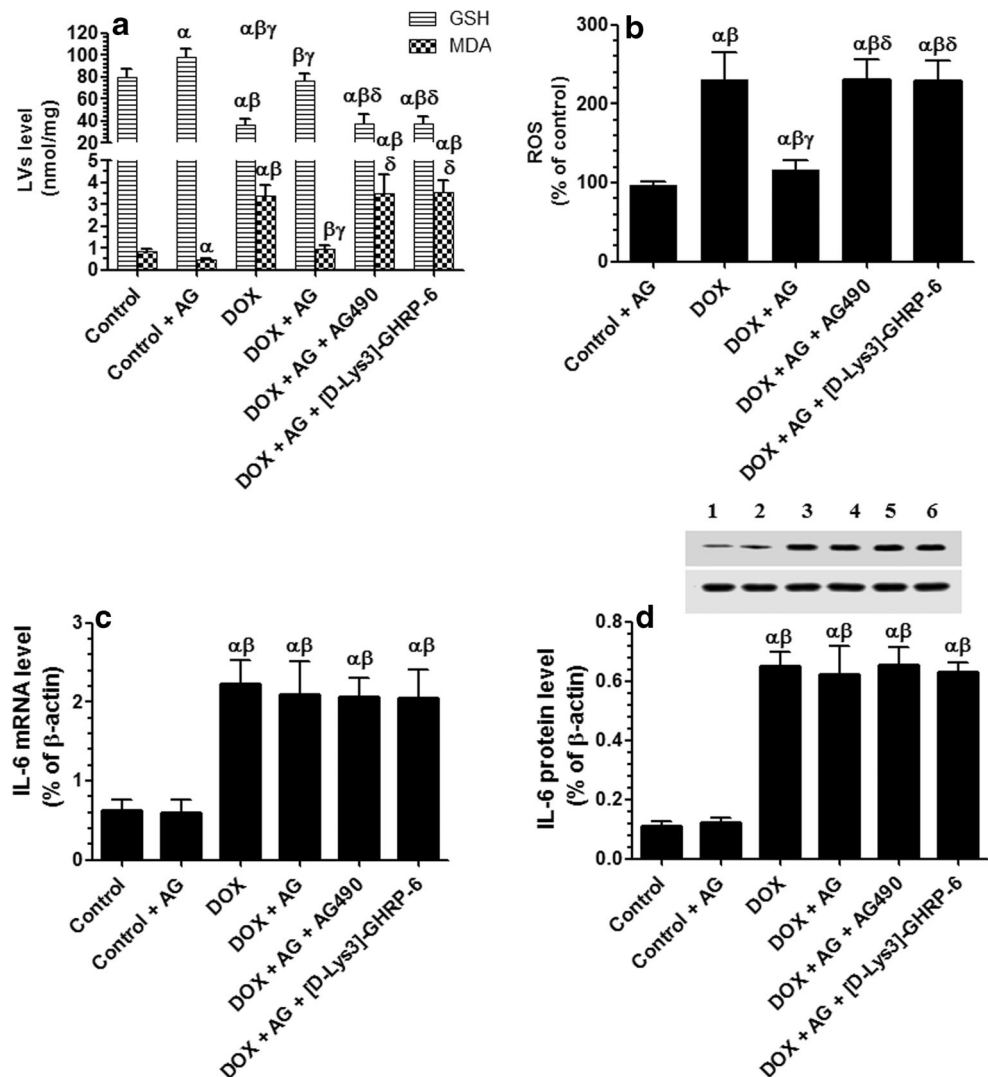 a
GSH
MDA
LVs level
(nmol/mg)
100
80
60
40
20
5
4
3
2
1
0
α
α
αβγ
αβ
αβ
βγ
βγ
αββδ
αβ
δ
αββδ
αβ
δ
Control
Control + AG
DOX
DOX + AG
DOX + AG + AG490
DOX + AG + [D-Lys3]-GHRP-6
b
ROS
(% of control)
300
200
100
0
αβ
αβγ
αβδ
αβδ
Control + AG
DOX
DOX + AG
DOX + AG + AG490
DOX + AG + [D-Lys3]-GHRP-6
c
IL-6 mRNA level
(% of β-actin)
3
2
1
0
αβ
αβ
αβ
αβ
Control
Control + AG
DOX
DOX + AG
DOX + AG + AG490
DOX + AG + [D-Lys3]-GHRP-6
1 2 3 4 5 6
d
IL-6 protein level
(% of β-actin)
0.8
0.6
0.4
0.2
0.0
αβ
αβ
αβ
αβ
Control
Control + AG
DOX
DOX + AG
DOX + AG + AG490
DOX + AG + [D-Lys3]-GHRP-6